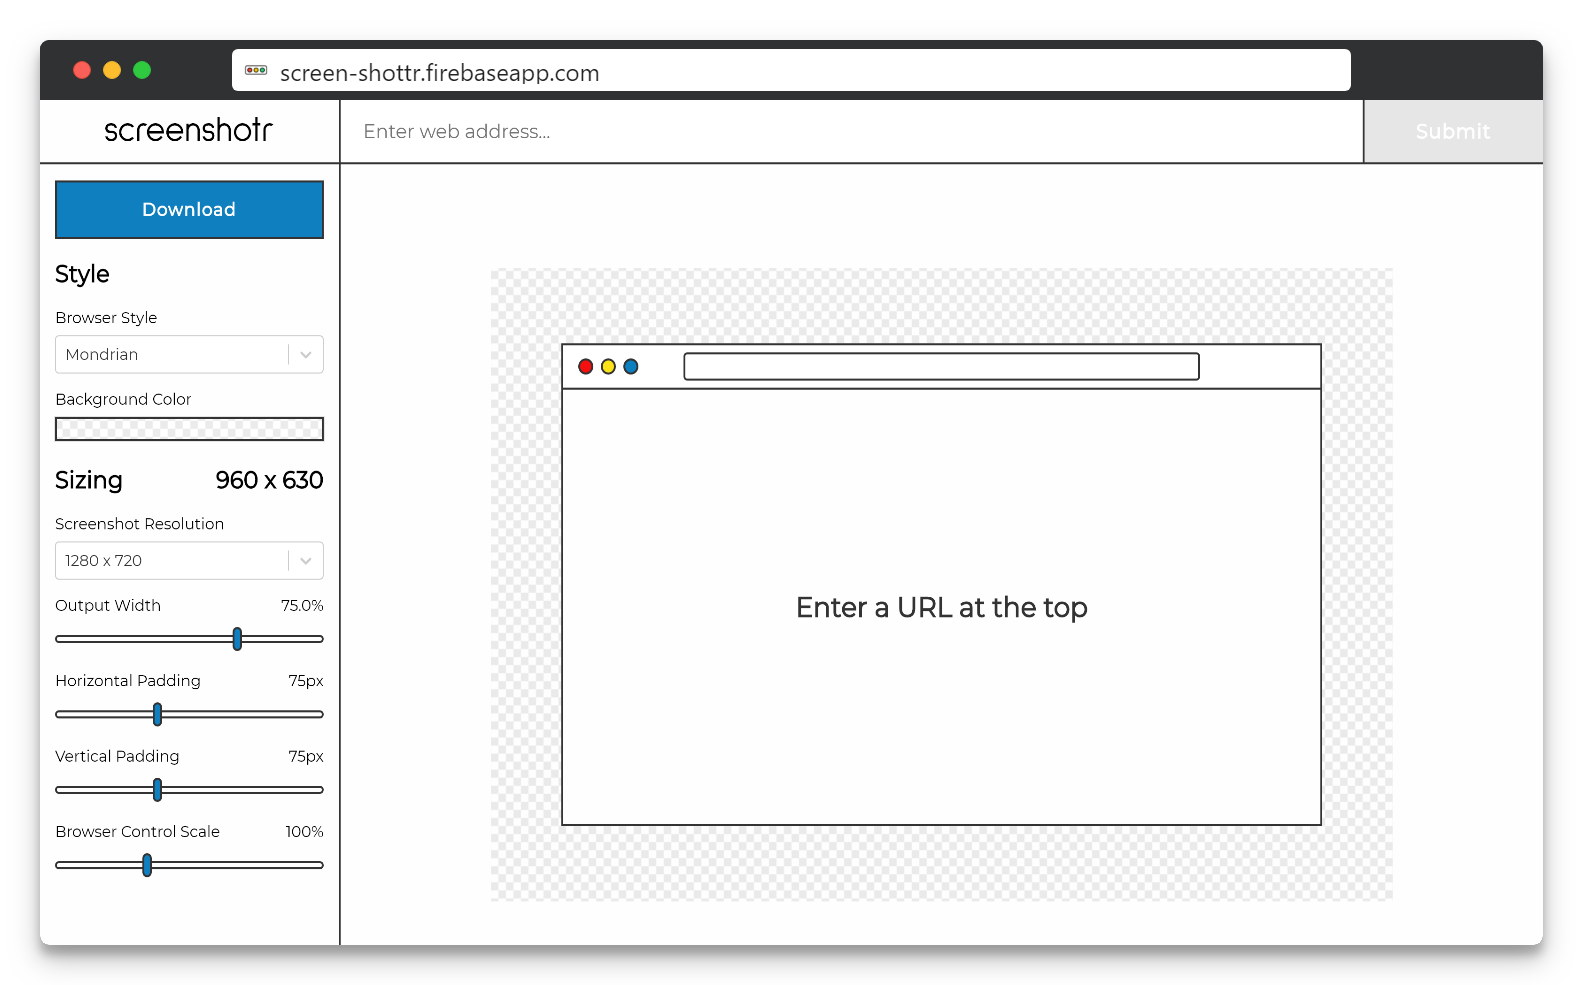 screen-shottr.firebaseapp.com
screenshotr
Enter web address...
Submit
Download
Style
Browser Style
Mondrian
Background Color
Sizing 960 x 630
Screenshot Resolution
1280 x 720
Output Width 75.0%
Horizontal Padding 75px
Vertical Padding 75px
Browser Control Scale 100%
Enter a URL at the top